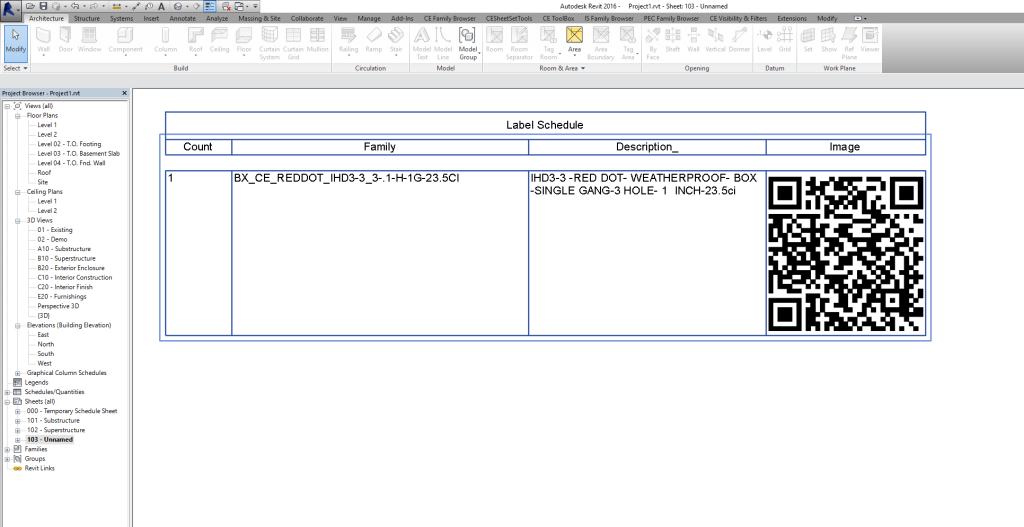 Autodesk Revit 2016 - Project1.rvt - Sheet: 103 - Unnamed
Architecture Structure Systems Insert Annotate Analyze Massing & Site Collaborate View Manage Add-Ins CE Family Browser CESheetSetTools CE ToolBox IS Family Browser PEC Family Browser CE Visibility & Filters Extensions Modify
Modify Wall Door Window Component Column Roof Ceiling Floor Curtain System Curtain Grid Mullion Railing Ramp Stair Model Text Model Line Model Group Room Room Separator Tag Room Area Area Boundary Tag Area By Face Shaft Wall Vertical Dormer Level Grid Set Show Ref Plane Viewer
Select Build Circulation Model Room & Area Opening Datum Work Plane
Project Browser - Project1.rvt
Views (all)
Floor Plans
Level 1
Level 2
Level 02 - T.O. Footing
Level 03 - T.O. Basement Slab
Level 04 - T.O. Fnd. Wall
Roof
Site
Ceiling Plans
Level 1
Level 2
3D Views
01 - Existing
02 - Demo
A10 - Substructure
B10 - Superstructure
B20 - Exterior Enclosure
C10 - Interior Construction
C20 - Interior Finish
E20 - Furnishings
Perspective 3D
{3D}
Elevations (Building Elevation)
East
North
South
West
Graphical Column Schedules
Legends
Schedules/Quantities
Sheets (all)
000 - Temporary Schedule Sheet
101 - Substructure
102 - Superstructure
103 - Unnamed
Families
Groups
Revit Links
Label Schedule
Count Family Description_ Image
1 BX_CE_REDDOT_IHD3-3_3-.1-H-1G-23.5CI IHD3-3 -RED DOT- WEATHERPROOF- BOX
-SINGLE GANG-3 HOLE- 1 INCH-23.5ci